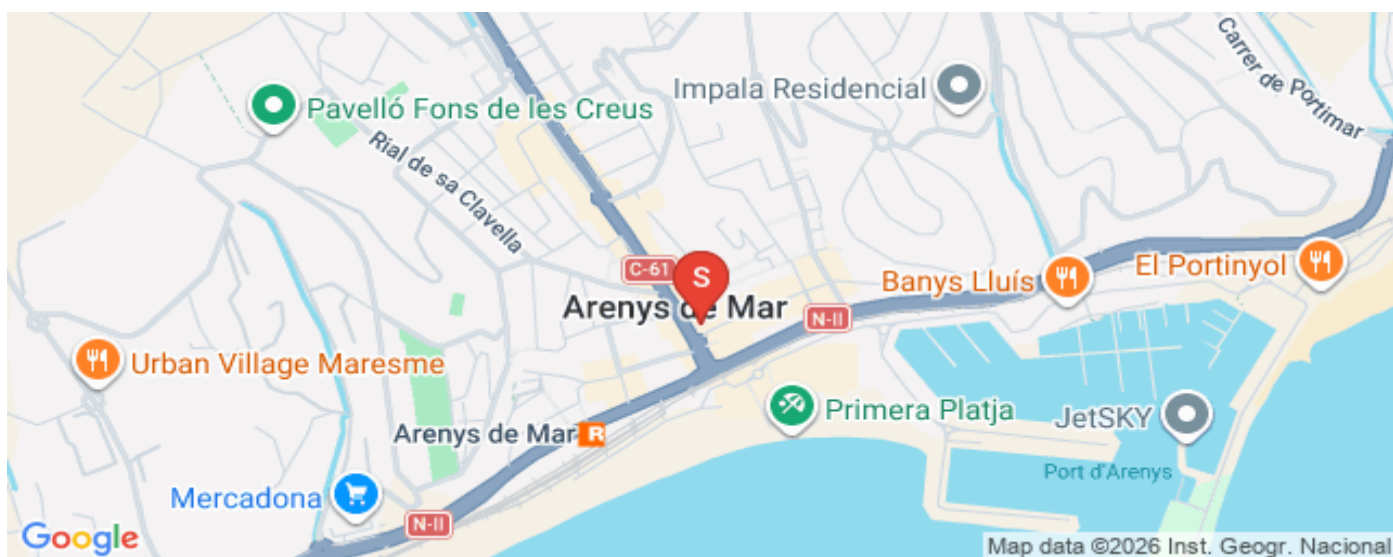 Carrer de Portimar
Impala Residencial
Pavelló Fons de les Creus
Rial de sa Clavella
C-61
S
Arenys de Mar
N-II
Banys Lluís
El Portinyol
Urban Village Maresme
Primera Platja
JetSKY
Arenys de Mar
R
Port d'Arenys
Mercadona
N-II
Google
Map data ©2026 Inst. Geogr. Nacional